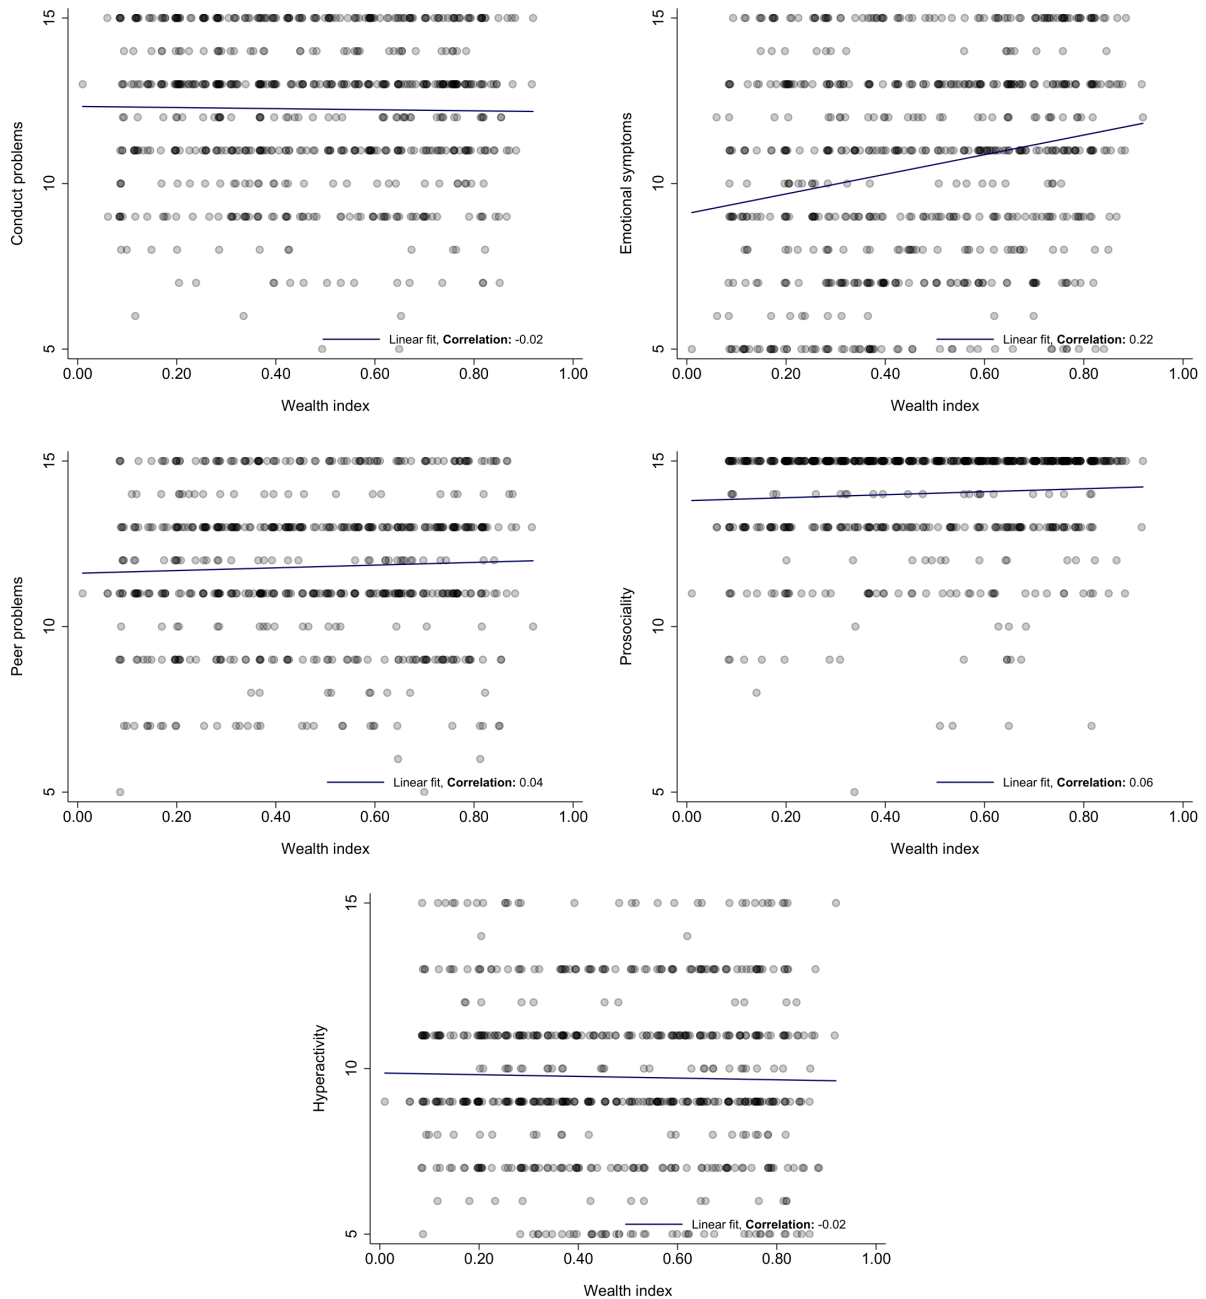 Conduct problems
15
10
5
Linear fit, Correlation: -0.02
0.00 0.20 0.40 0.60 0.80 1.00
Wealth index
Emotional symptoms
15
10
5
Linear fit, Correlation: 0.22
0.00 0.20 0.40 0.60 0.80 1.00
Wealth index
Peer problems
15
10
5
Linear fit, Correlation: 0.04
0.00 0.20 0.40 0.60 0.80 1.00
Wealth index
Prosociality
15
10
5
Linear fit, Correlation: 0.06
0.00 0.20 0.40 0.60 0.80 1.00
Wealth index
Hyperactivity
15
10
5
Linear fit, Correlation: -0.02
0.00 0.20 0.40 0.60 0.80 1.00
Wealth index